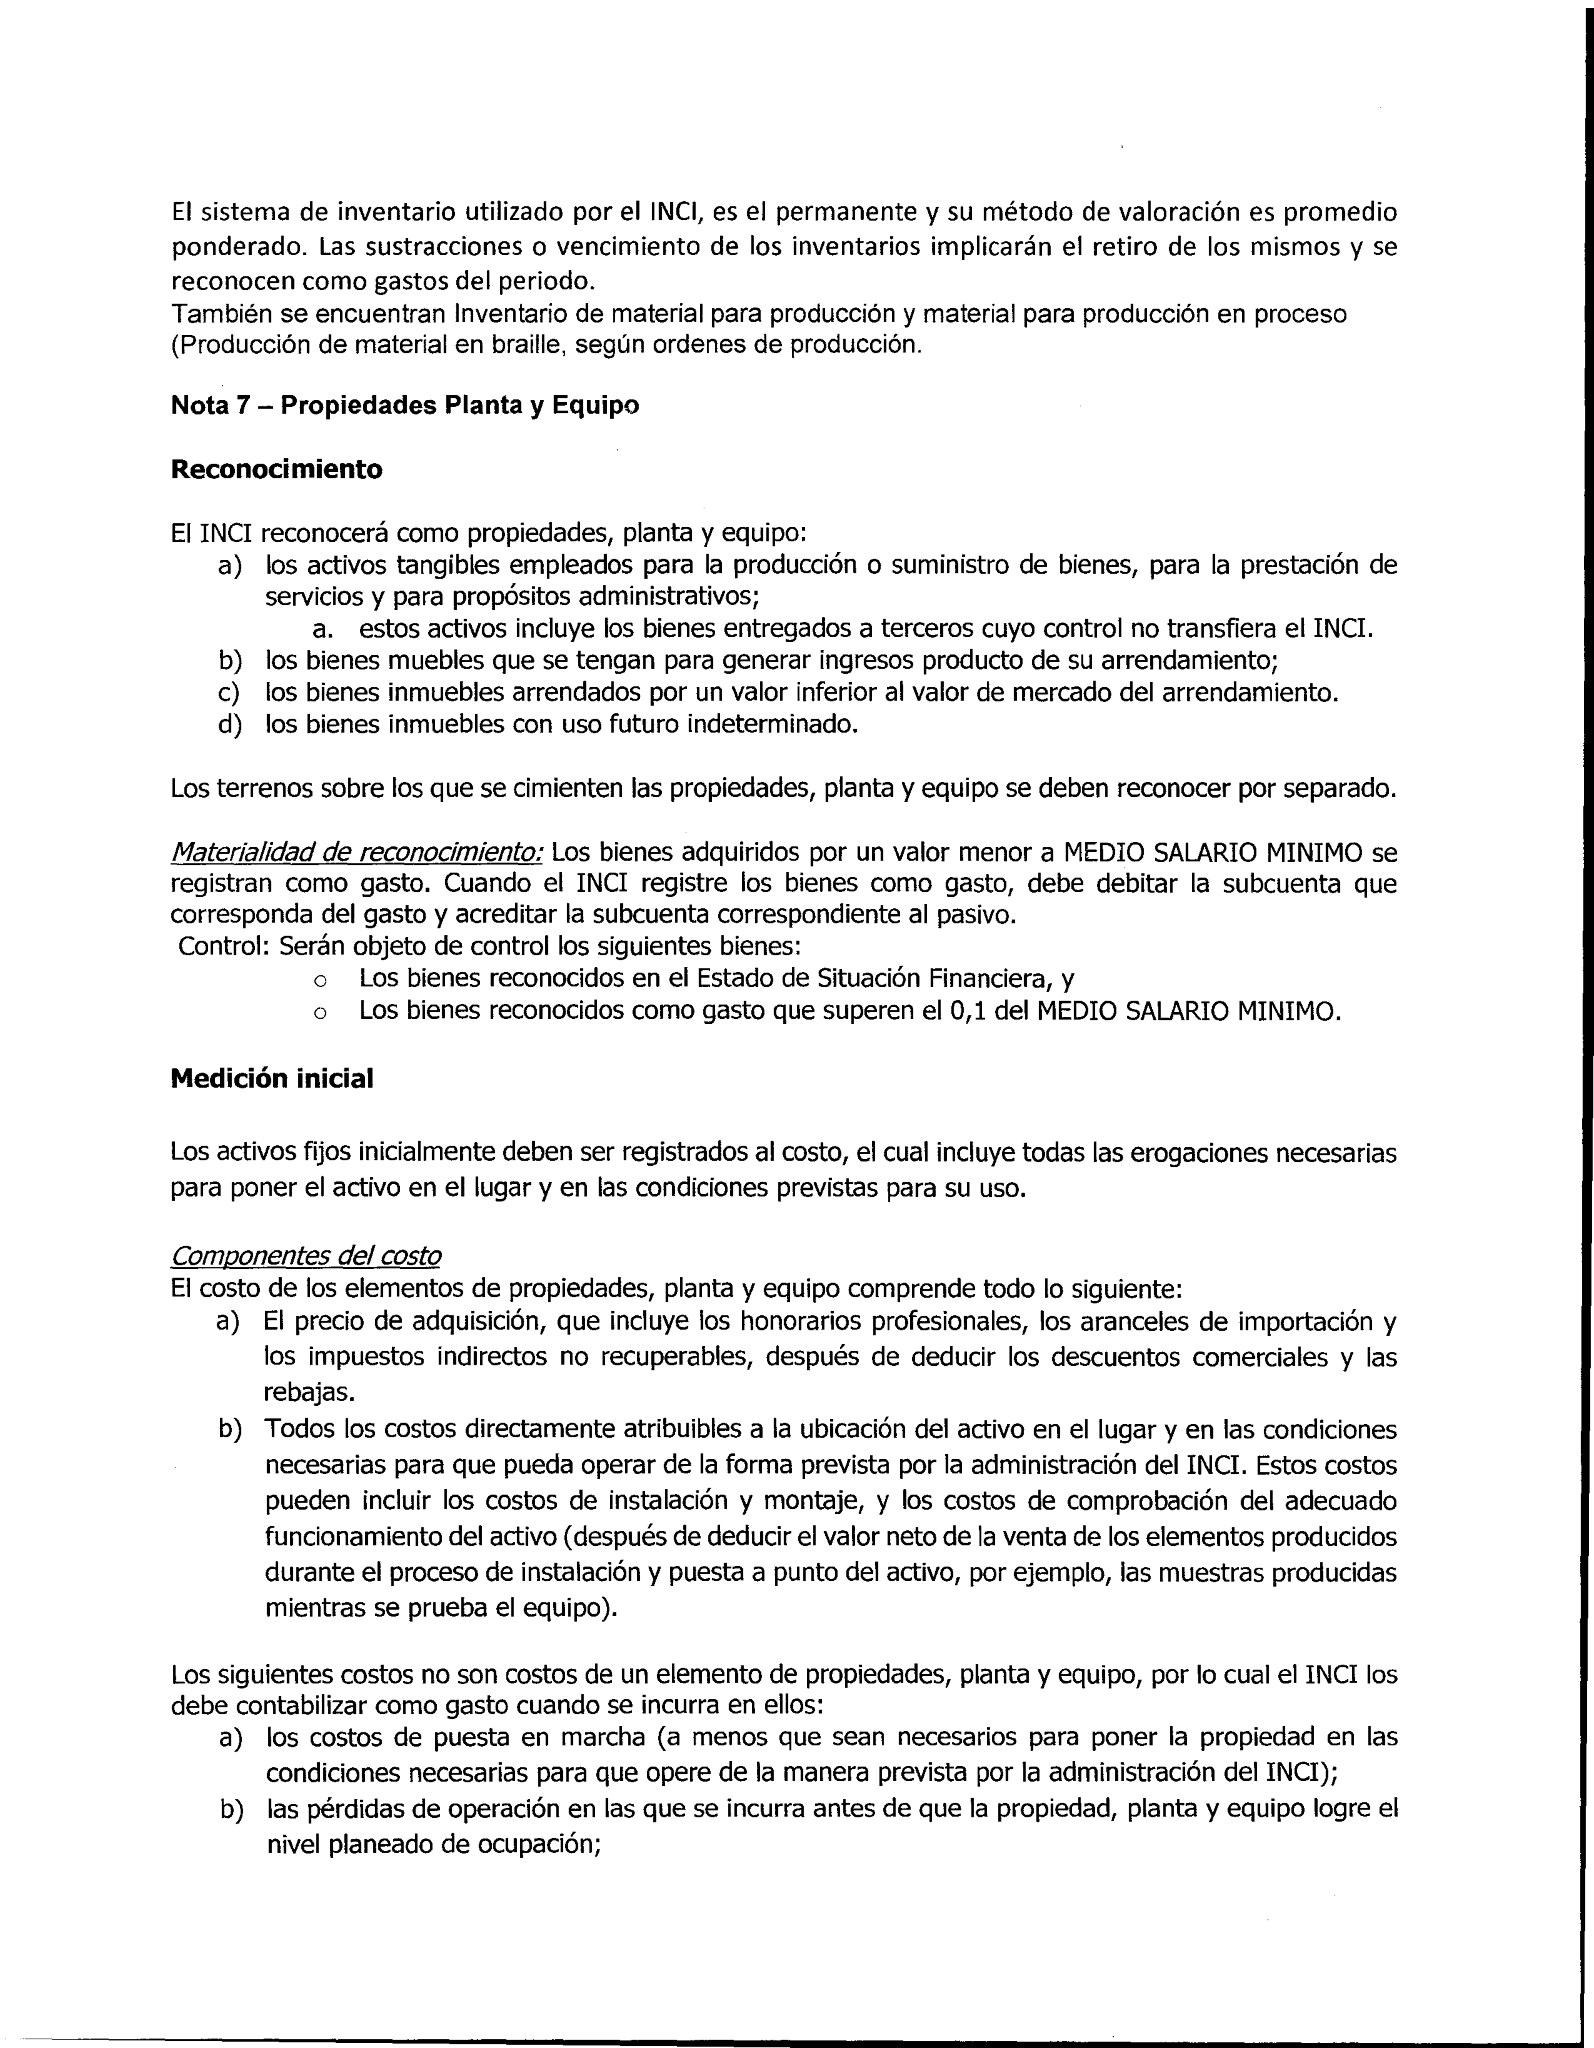 El sistema de inventario utilizado por el INCI, es el permanente y su método de valoración es promedio
ponderado. Las sustracciones o vencimiento de los inventarios implicarán el retiro de los mismos y se
reconocen como gastos del periodo.
También se encuentran Inventario de material para producción y material para producción en proceso
(Producción de material en braille, según ordenes de producción.
Nota 7 – Propiedades Planta y Equipo
Reconocimiento
El INCI reconocerá como propiedades, planta y equipo:
a) los activos tangibles empleados para la producción o suministro de bienes, para la prestación de
servicios y para propósitos administrativos;
a. estos activos incluye los bienes entregados a terceros cuyo control no transfiera el INCI.
b) los bienes muebles que se tengan para generar ingresos producto de su arrendamiento;
c) los bienes inmuebles arrendados por un valor inferior al valor de mercado del arrendamiento.
d) los bienes inmuebles con uso futuro indeterminado.
Los terrenos sobre los que se cimienten las propiedades, planta y equipo se deben reconocer por separado.
Materialidad de reconocimiento: Los bienes adquiridos por un valor menor a MEDIO SALARIO MINIMO se
registran como gasto. Cuando el INCI registre los bienes como gasto, debe debitar la subcuenta que
corresponda del gasto y acreditar la subcuenta correspondiente al pasivo.
Control: Serán objeto de control los siguientes bienes:
o Los bienes reconocidos en el Estado de Situación Financiera, y
o Los bienes reconocidos como gasto que superen el 0,1 del MEDIO SALARIO MINIMO.
Medición inicial
Los activos fijos inicialmente deben ser registrados al costo, el cual incluye todas las erogaciones necesarias
para poner el activo en el lugar y en las condiciones previstas para su uso.
Componentes del costo
El costo de los elementos de propiedades, planta y equipo comprende todo lo siguiente:
a) El precio de adquisición, que incluye los honorarios profesionales, los aranceles de importación y
los impuestos indirectos no recuperables, después de deducir los descuentos comerciales y las
rebajas.
b) Todos los costos directamente atribuibles a la ubicación del activo en el lugar y en las condiciones
necesarias para que pueda operar de la forma prevista por la administración del INCI. Estos costos
pueden incluir los costos de instalación y montaje, y los costos de comprobación del adecuado
funcionamiento del activo (después de deducir el valor neto de la venta de los elementos producidos
durante el proceso de instalación y puesta a punto del activo, por ejemplo, las muestras producidas
mientras se prueba el equipo).
Los siguientes costos no son costos de un elemento de propiedades, planta y equipo, por lo cual el INCI los
debe contabilizar como gasto cuando se incurra en ellos:
a) los costos de puesta en marcha (a menos que sean necesarios para poner la propiedad en las
condiciones necesarias para que opere de la manera prevista por la administración del INCI);
b) las pérdidas de operación en las que se incurra antes de que la propiedad, planta y equipo logre el
nivel planeado de ocupación;